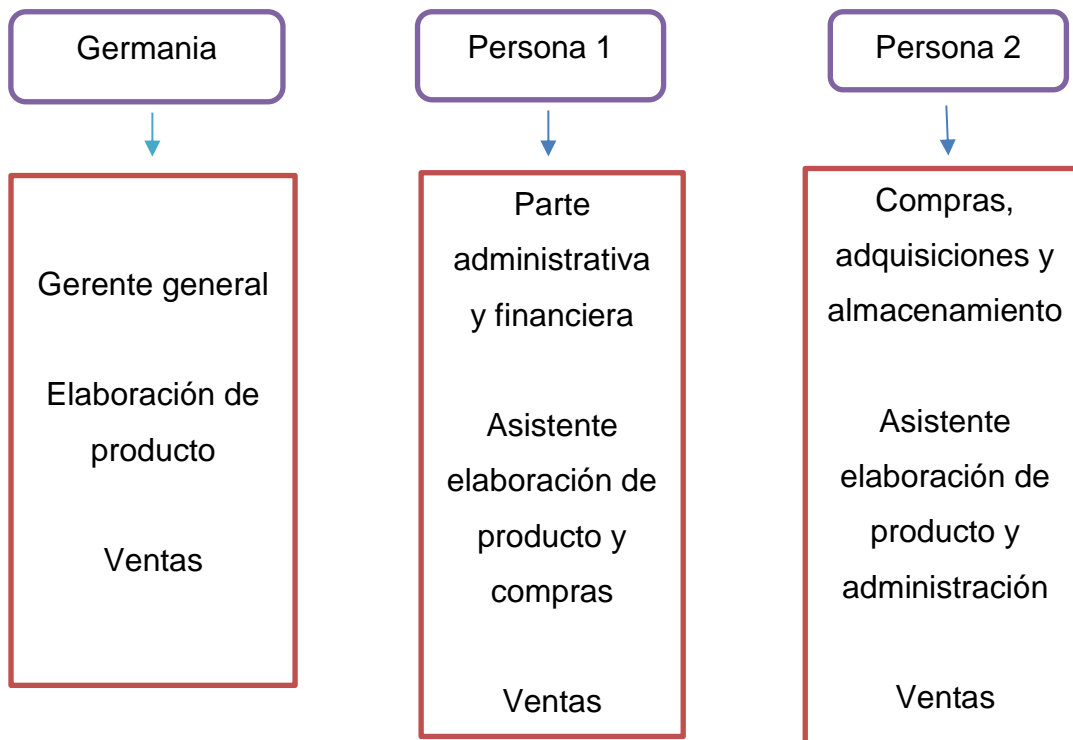 Germania
Gerente general
Elaboración de
producto
Ventas
Persona 1
Parte
administrativa
y financiera
Asistente
elaboración de
producto y
compras
Ventas
Persona 2
Compras,
adquisiciones y
almacenamiento
Asistente
elaboración de
producto y
administración
Ventas